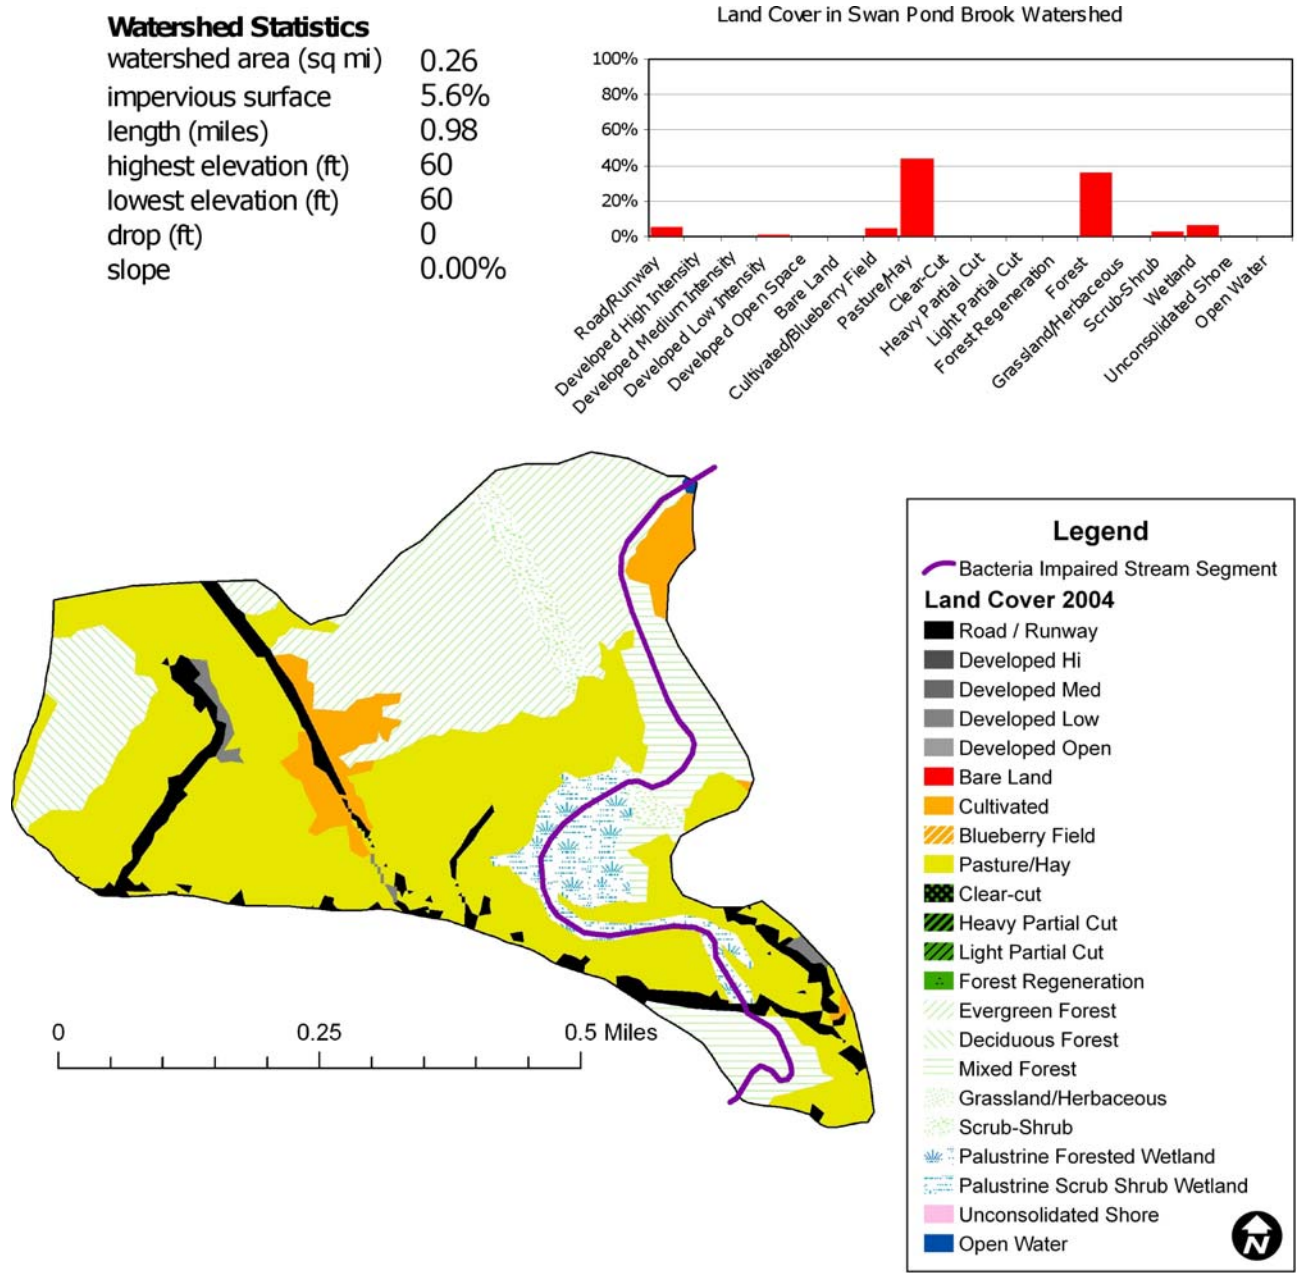 Watershed Statistics
watershed area (sq mi) 0.26
impervious surface 5.6%
length (miles) 0.98
highest elevation (ft) 60
lowest elevation (ft) 60
drop (ft) 0
slope 0.00%
Land Cover in Swan Pond Brook Watershed
100%
80%
60%
40%
20%
0%
Road/Runway
Developed High Intensity
Developed Medium Intensity
Developed Low Intensity
Developed Open Space
Bare Land
Cultivated/Blueberry Field
Pasture/Hay
Clear-Cut
Heavy Partial Cut
Light Partial Cut
Forest Regeneration
Forest
Grassland/Herbaceous
Scrub-Shrub
Wetland
Unconsolidated Shore
Open Water
0 0.25 0.5 Miles
Legend
Bacteria Impaired Stream Segment
Land Cover 2004
Road / Runway
Developed Hi
Developed Med
Developed Low
Developed Open
Bare Land
Cultivated
Blueberry Field
Pasture/Hay
Clear-cut
Heavy Partial Cut
Light Partial Cut
Forest Regeneration
Evergreen Forest
Deciduous Forest
Mixed Forest
Grassland/Herbaceous
Scrub-Shrub
Palustrine Forested Wetland
Palustrine Scrub Shrub Wetland
Unconsolidated Shore
Open Water
N